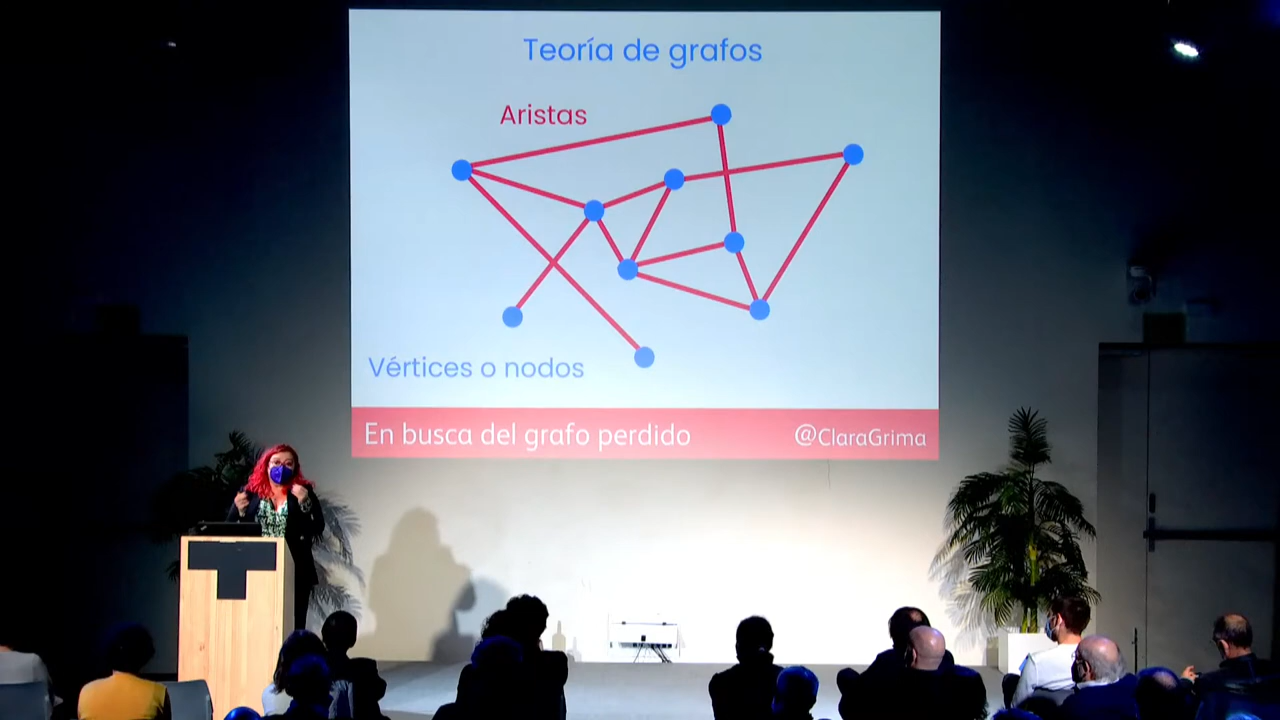 Teoría de grafos
Aristas
Vértices o nodos
En busca del grafo perdido
@ClaraGrima